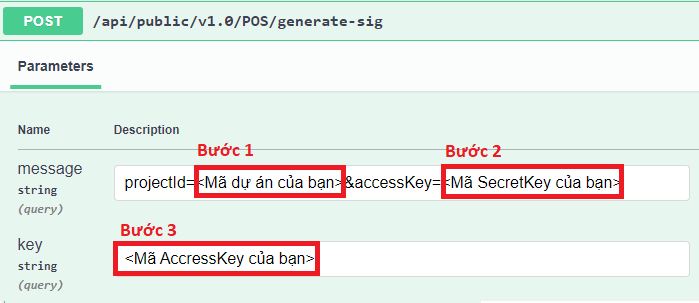 POST /api/public/v1.0/POS/generate-sig
Parameters
Name Description
Bước 1 Bước 2
message
string
(query)
projectId=<Mã dự án của bạn>&accessKey=<Mã SecretKey của bạn>
Bước 3
key
string
(query)
<Mã AccressKey của bạn>